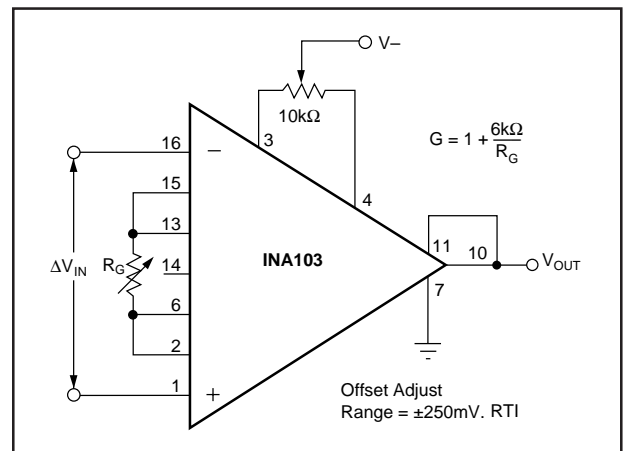 V–
10kΩ
3
4
G = 1 + 6kΩ
R_G
16
–
15
13
R_G
14
6
2
1
+
ΔV_IN
INA103
11
10
7
V_OUT
Offset Adjust
Range = ±250mV. RTI